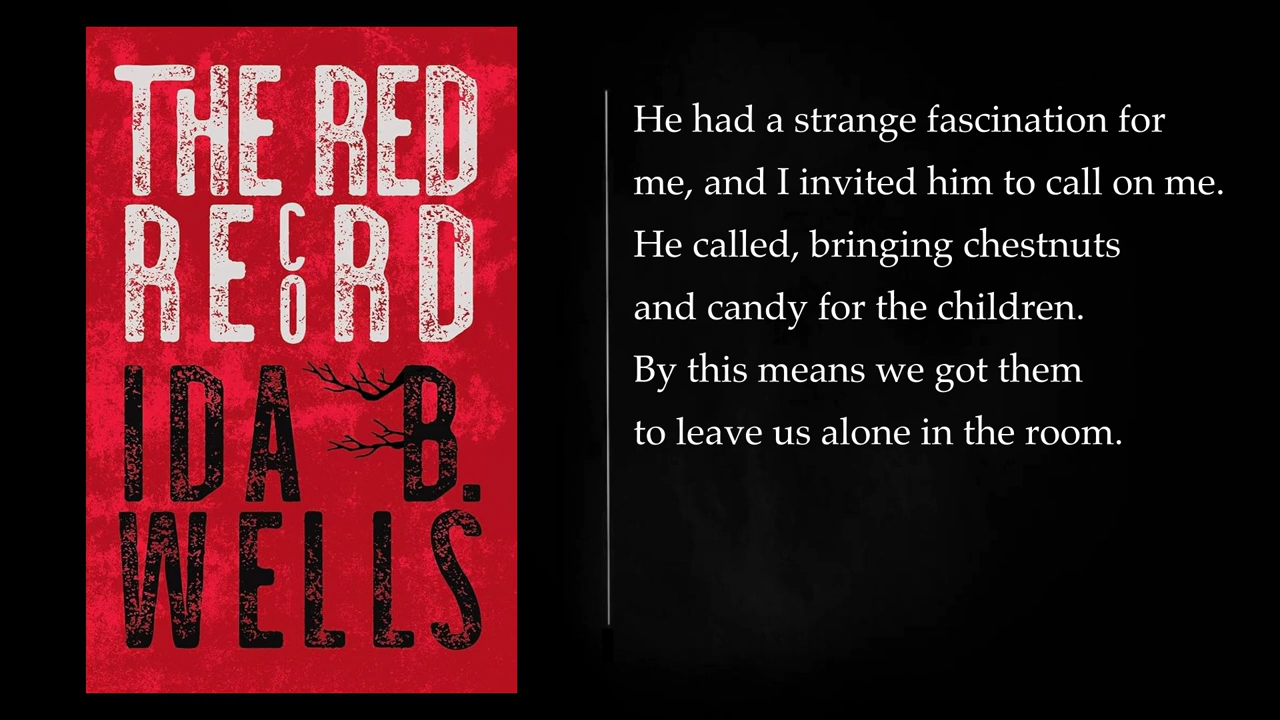 THE RED
RECORD
IDA B.
WELLS
He had a strange fascination for
me, and I invited him to call on me.
He called, bringing chestnuts
and candy for the children.
By this means we got them
to leave us alone in the room.